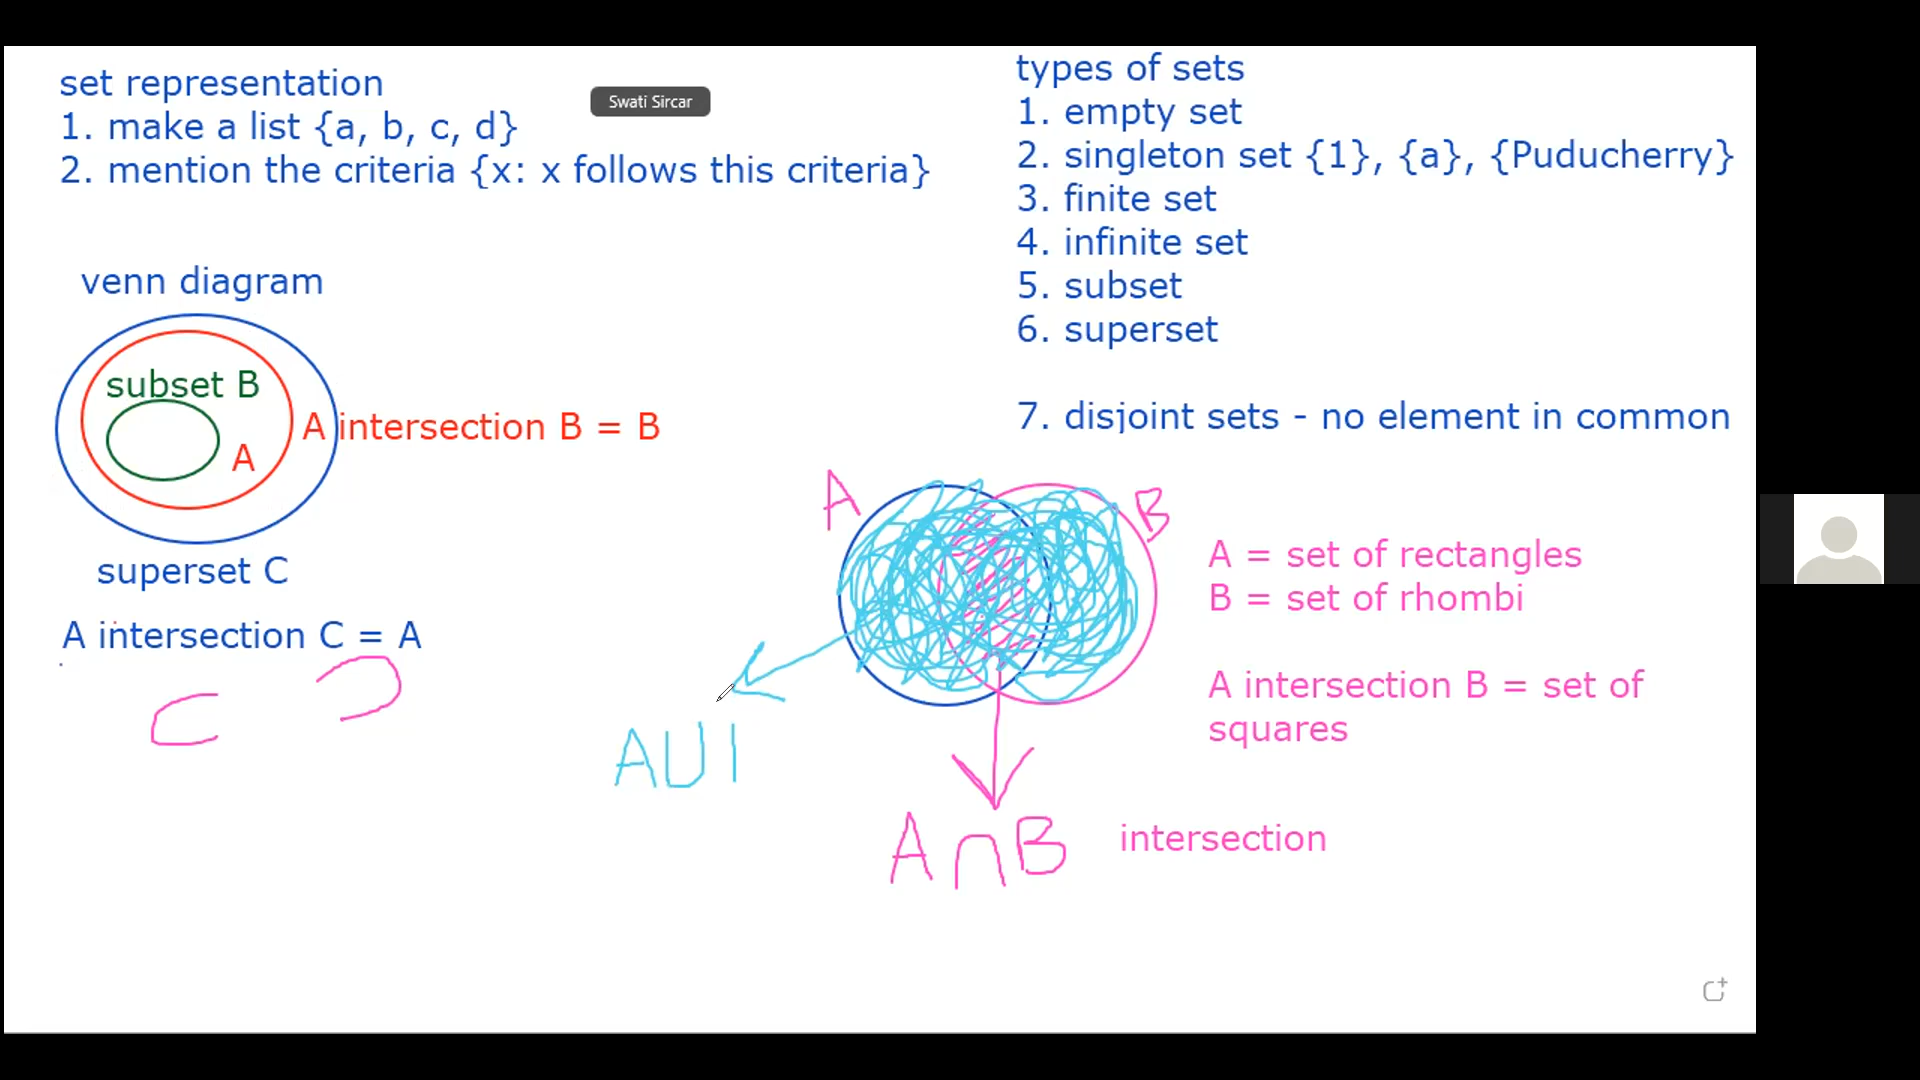 set representation
1. make a list {a, b, c, d}
2. mention the criteria {x: x follows this criteria}
Swati Sircar
types of sets
1. empty set
2. singleton set {1}, {a}, {Puducherry}
3. finite set
4. infinite set
5. subset
6. superset
7. disjoint sets - no element in common
venn diagram
subset B
A
A intersection B = B
superset C
A intersection C = A
⊂ ⊃
A
B
A = set of rectangles
B = set of rhombi
A intersection B = set of
squares
A∪I
A∩B
intersection